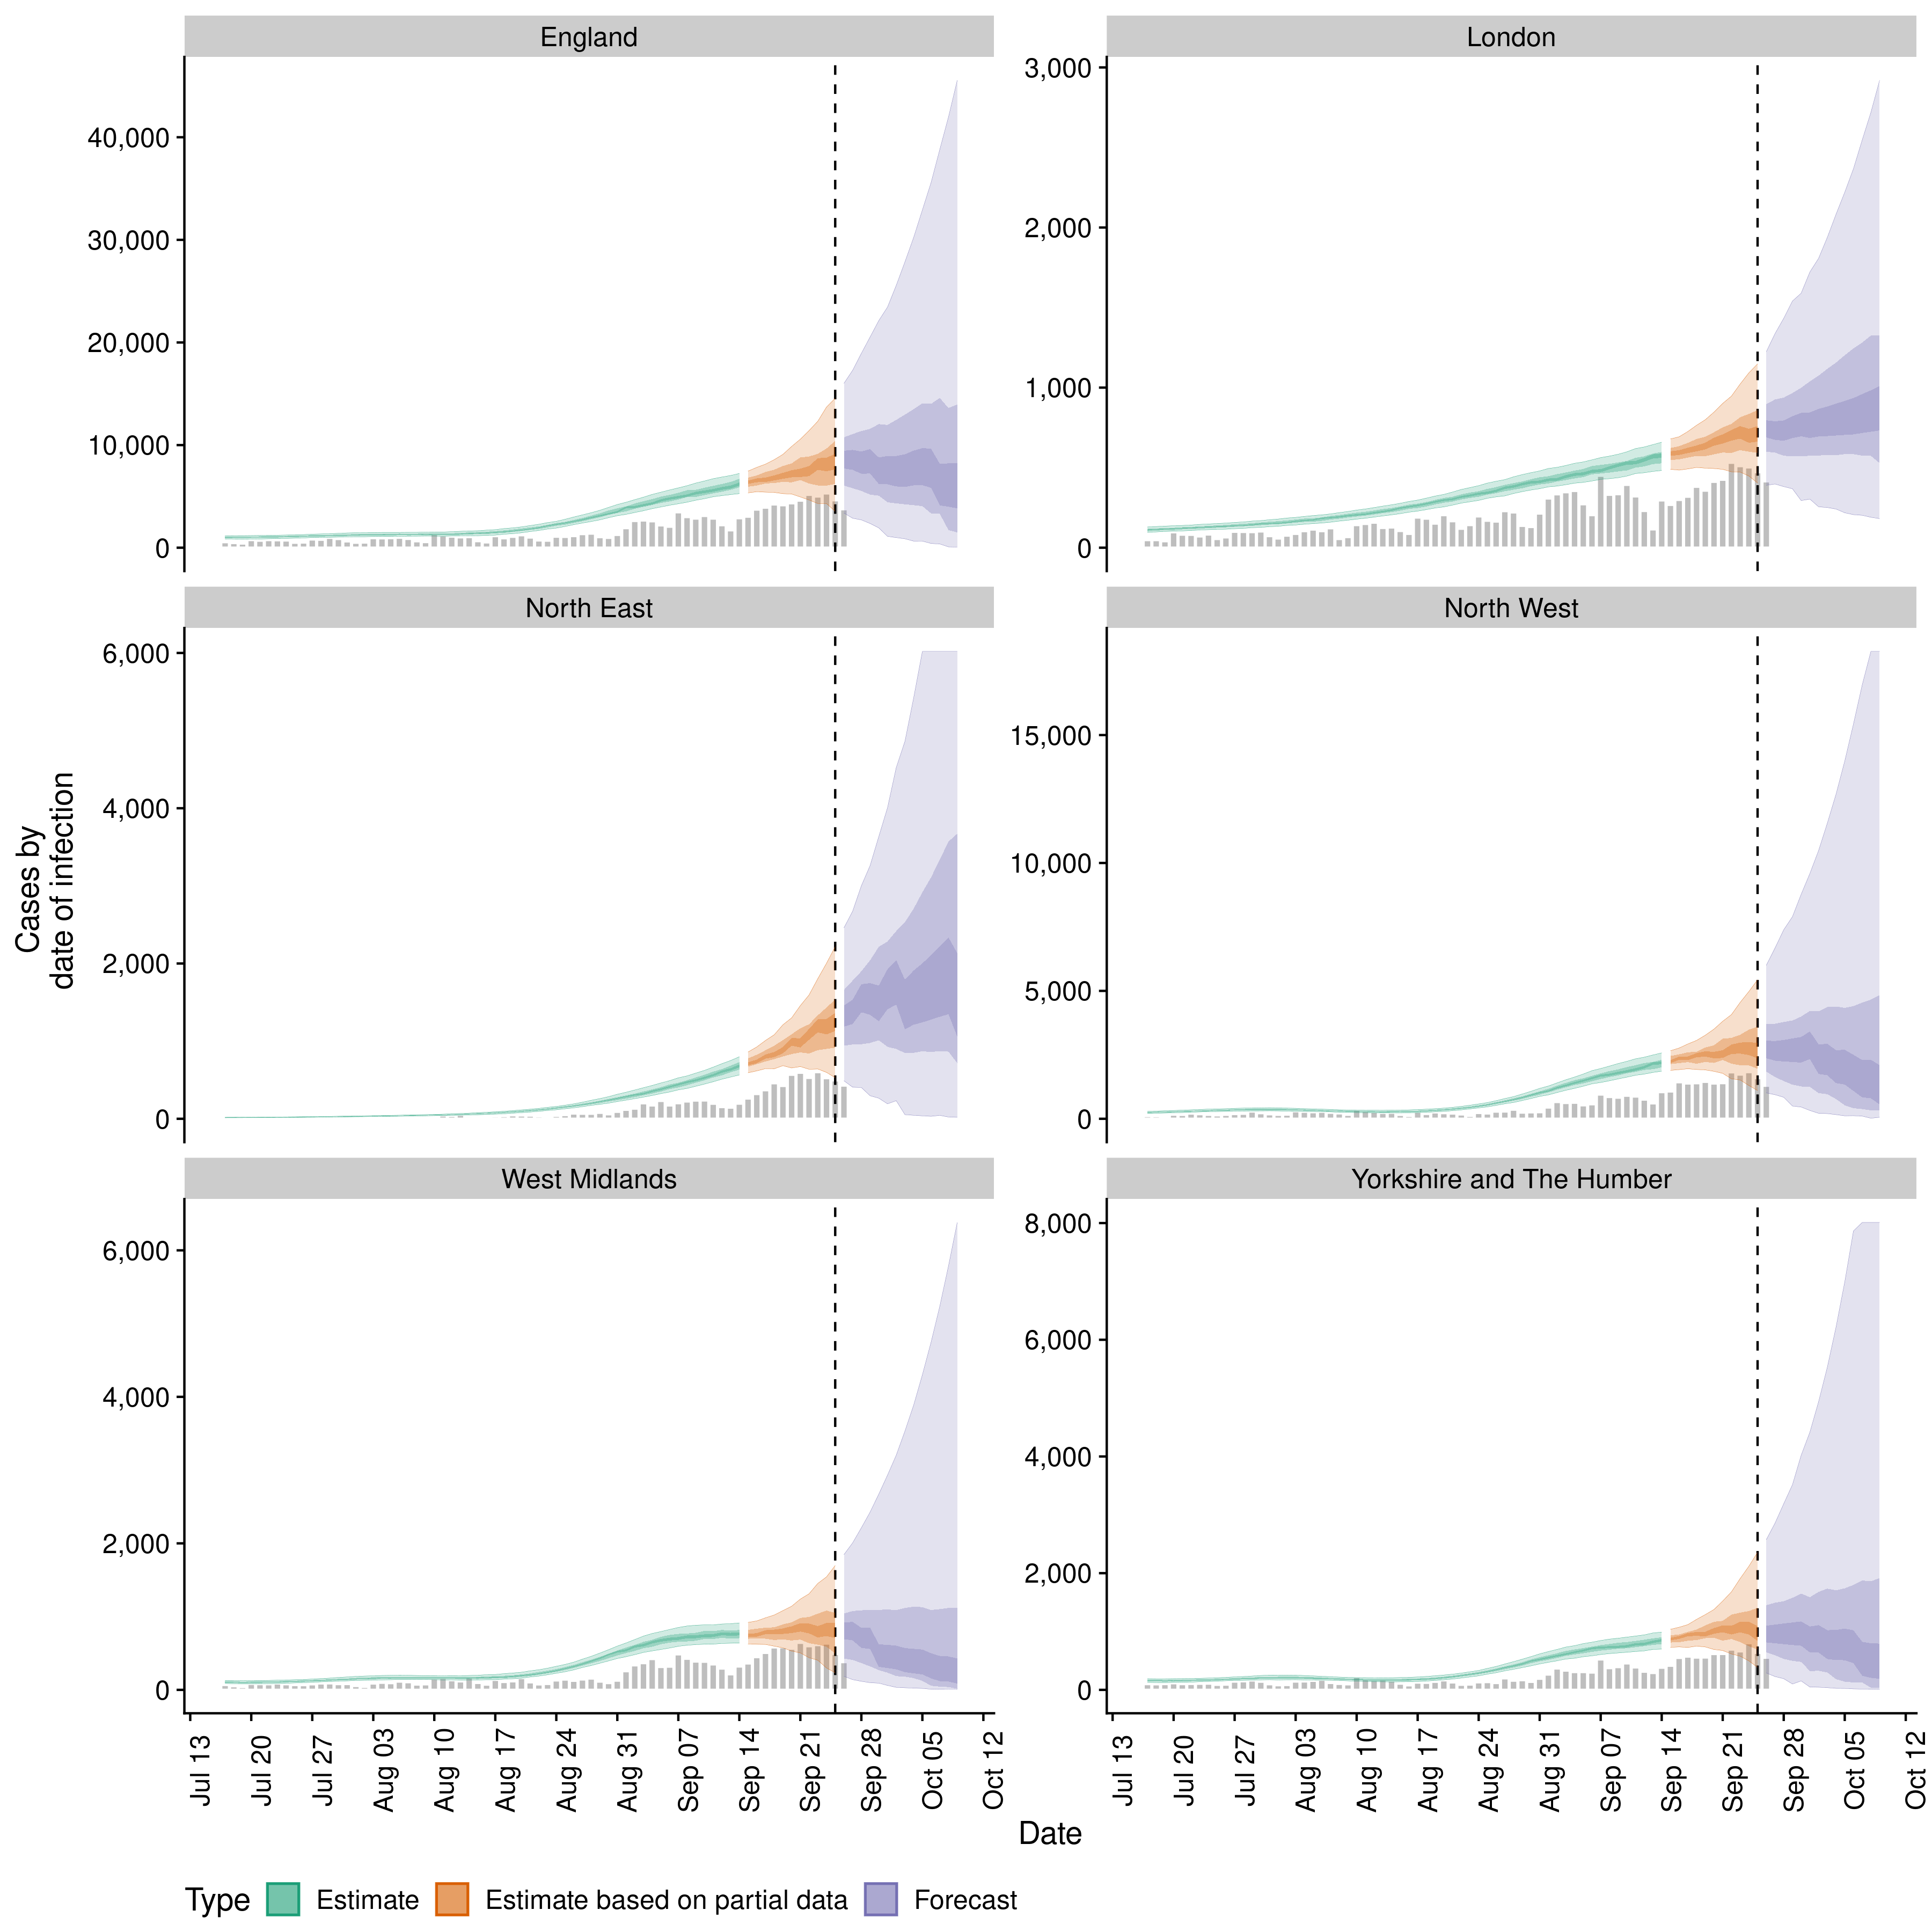 England
London
40,000
30,000
20,000
10,000
0
3,000
2,000
1,000
0
North East
North West
6,000
4,000
2,000
0
15,000
10,000
5,000
0
West Midlands
Yorkshire and The Humber
6,000
4,000
2,000
0
8,000
6,000
4,000
2,000
0
Cases by
date of infection
Jul 13
Jul 20
Jul 27
Aug 03
Aug 10
Aug 17
Aug 24
Aug 31
Sep 07
Sep 14
Sep 21
Sep 28
Oct 05
Oct 12
Jul 13
Jul 20
Jul 27
Aug 03
Aug 10
Aug 17
Aug 24
Aug 31
Sep 07
Sep 14
Sep 21
Sep 28
Oct 05
Oct 12
Date
Type Estimate Estimate based on partial data Forecast